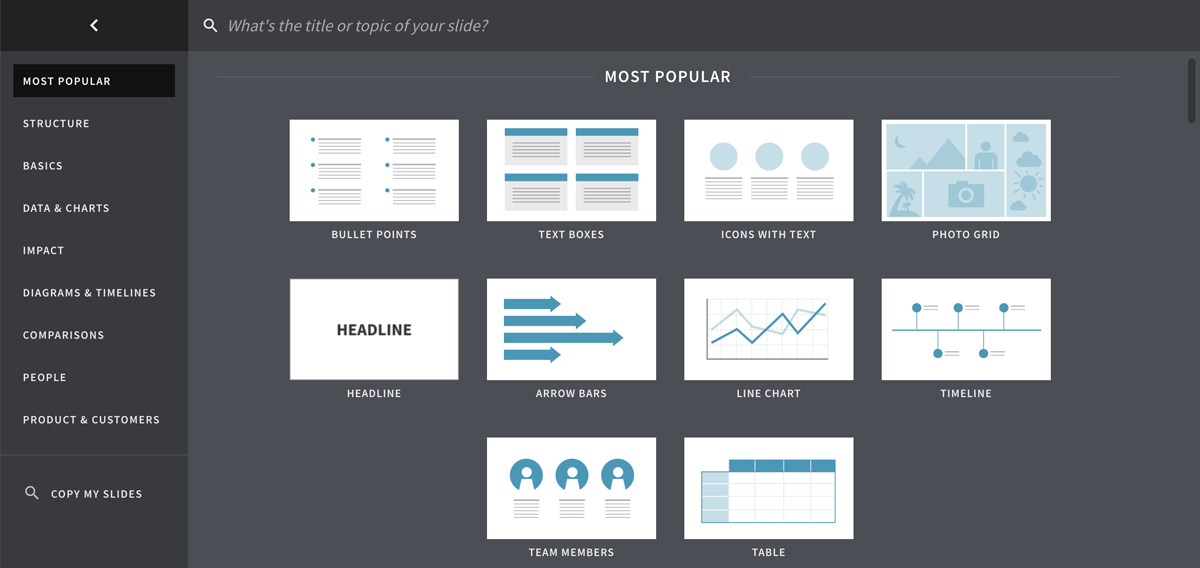 What's the title or topic of your slide?
MOST POPULAR
STRUCTURE
BASICS
DATA & CHARTS
IMPACT
DIAGRAMS & TIMELINES
COMPARISONS
PEOPLE
PRODUCT & CUSTOMERS
COPY MY SLIDES
MOST POPULAR
BULLET POINTS
TEXT BOXES
ICONS WITH TEXT
PHOTO GRID
HEADLINE
HEADLINE
ARROW BARS
LINE CHART
TIMELINE
TEAM MEMBERS
TABLE